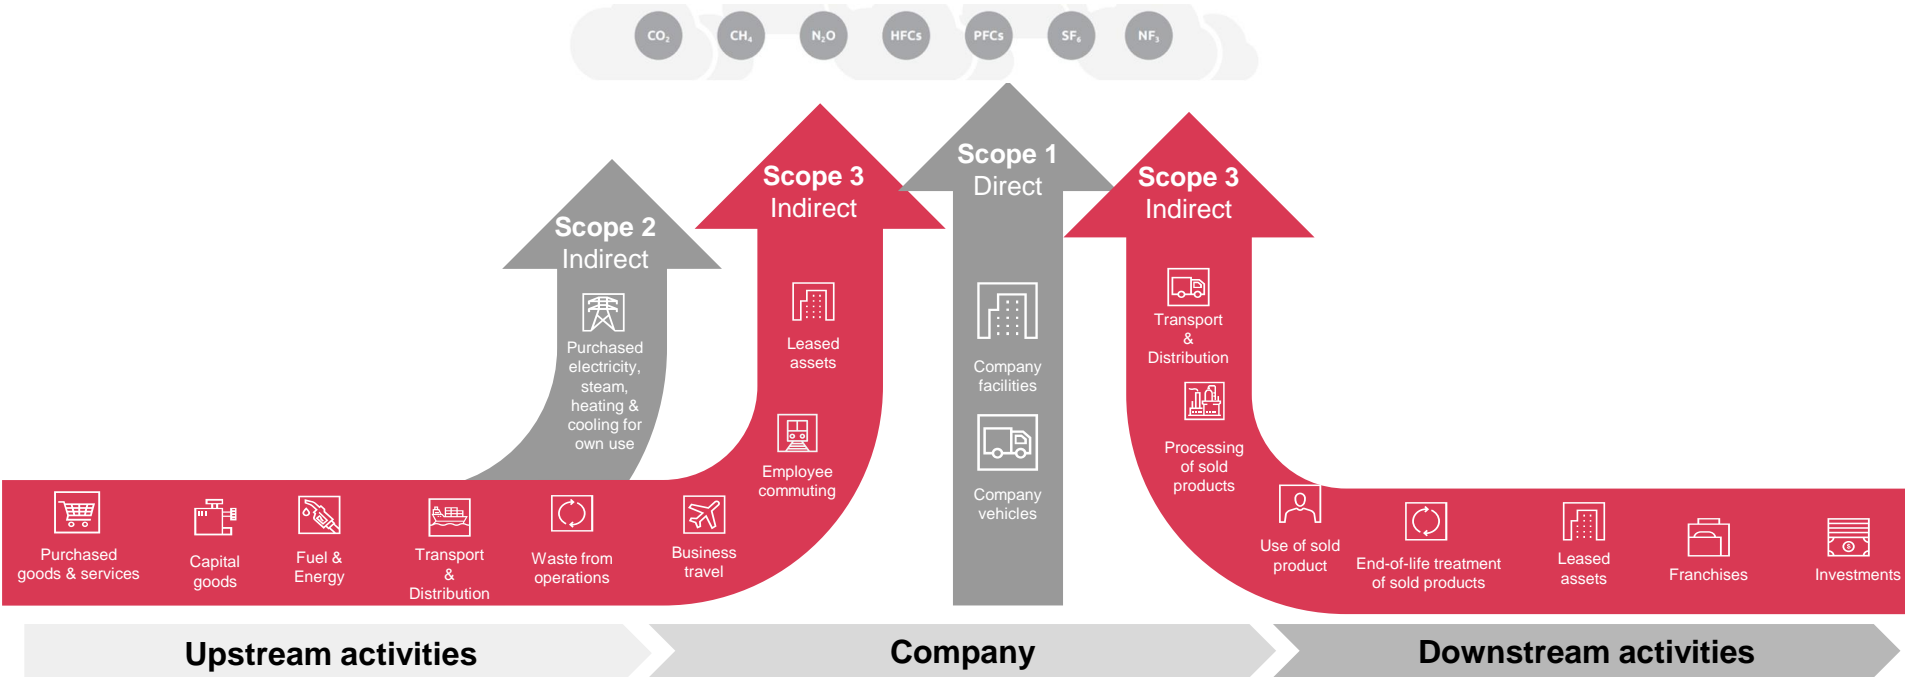 CO₂
CH₄
N₂O
HFCs
PFCs
SF₆
NF₃
Scope 2
Indirect
Purchased
electricity,
steam,
heating &
cooling for
own use
Scope 3
Indirect
Leased
assets
Employee
commuting
Scope 1
Direct
Company
facilities
Company
vehicles
Scope 3
Indirect
Transport
&
Distribution
Processing
of sold
products
Purchased
goods & services
Capital
goods
Fuel &
Energy
Transport
&
Distribution
Waste from
operations
Business
travel
Use of sold
product
End-of-life treatment
of sold products
Leased
assets
Franchises
Investments
Upstream activities
Company
Downstream activities